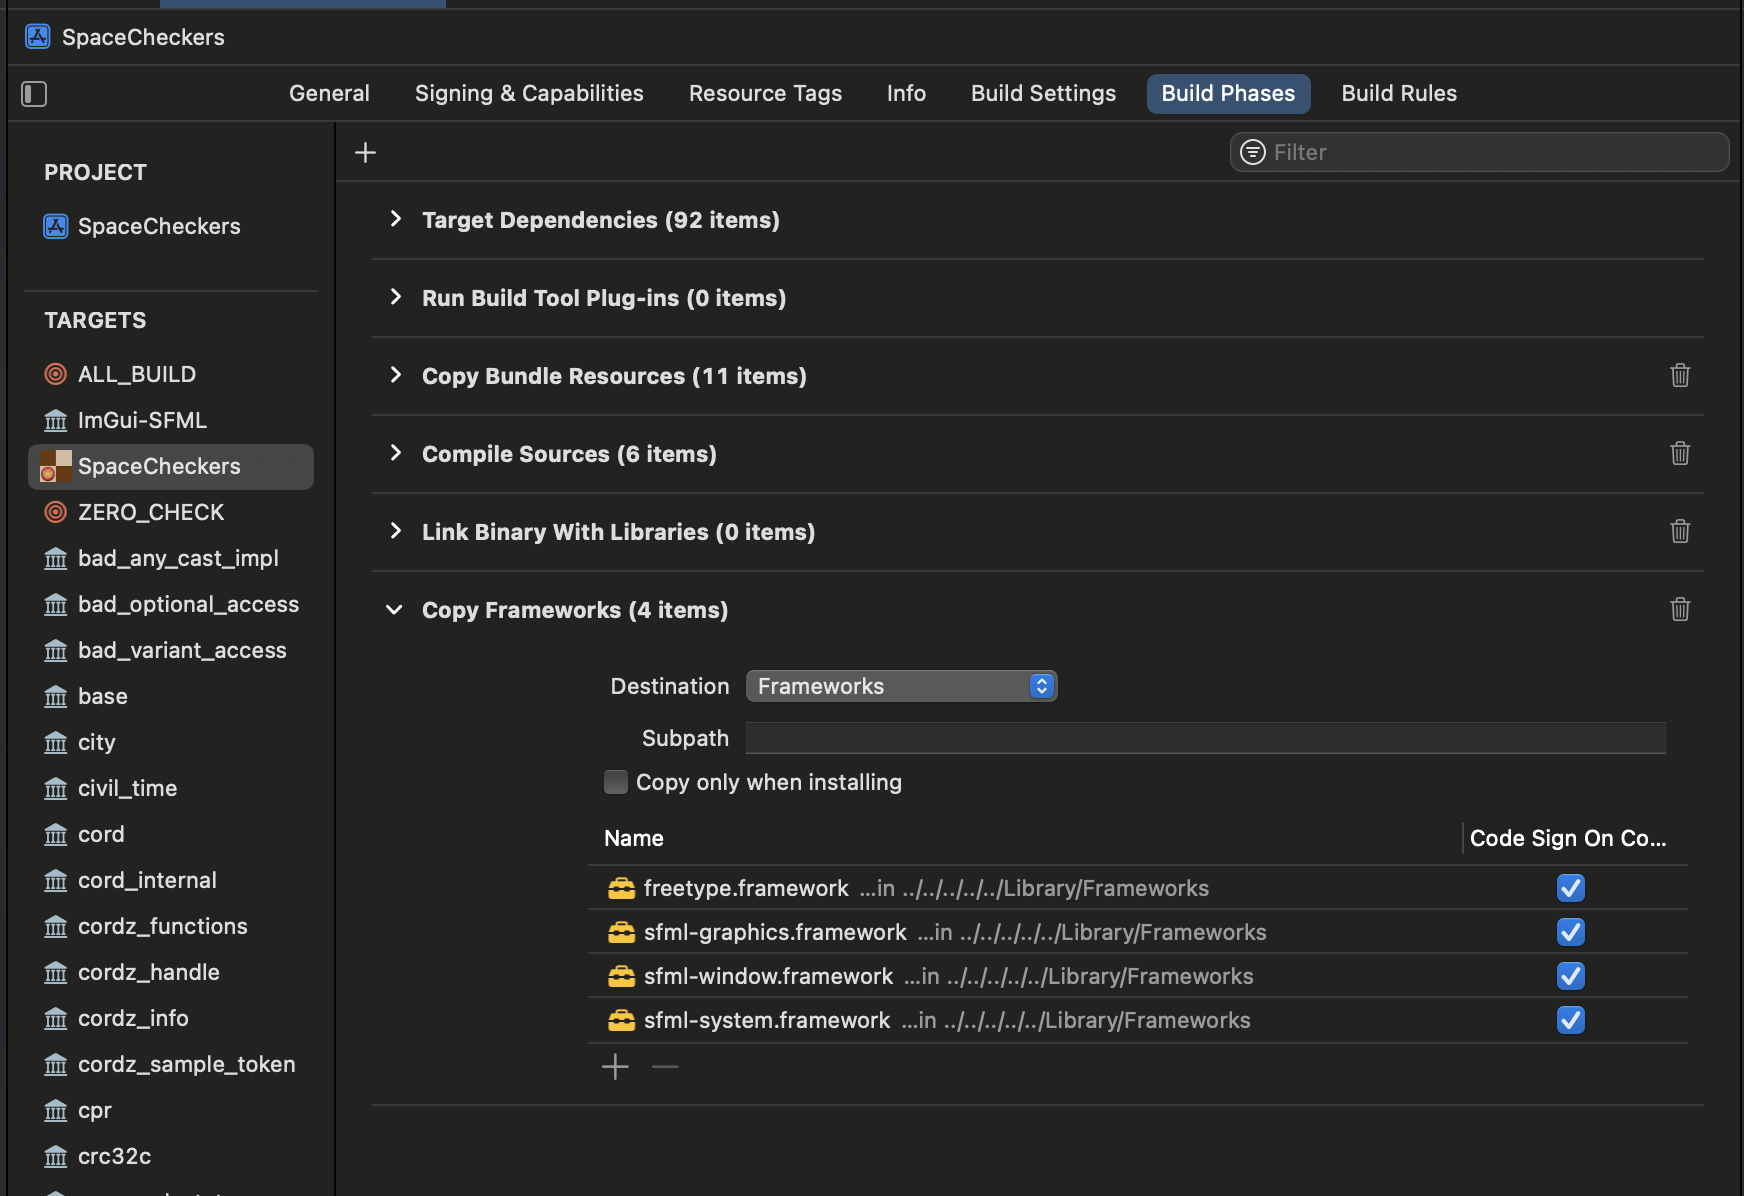 SpaceCheckers
General Signing & Capabilities Resource Tags Info Build Settings Build Phases Build Rules
Filter
PROJECT
SpaceCheckers
TARGETS
ALL_BUILD
ImGui-SFML
SpaceCheckers
ZERO_CHECK
bad_any_cast_impl
bad_optional_access
bad_variant_access
base
city
civil_time
cord
cord_internal
cordz_functions
cordz_handle
cordz_info
cordz_sample_token
cpr
crc32c
Target Dependencies (92 items)
Run Build Tool Plug-ins (0 items)
Copy Bundle Resources (11 items)
Compile Sources (6 items)
Link Binary With Libraries (0 items)
Copy Frameworks (4 items)
Destination Frameworks
Subpath
Copy only when installing
Name Code Sign On Co...
freetype.framework ...in ../../../../../Library/Frameworks
sfml-graphics.framework ...in ../../../../../Library/Frameworks
sfml-window.framework ...in ../../../../../Library/Frameworks
sfml-system.framework ...in ../../../../../Library/Frameworks